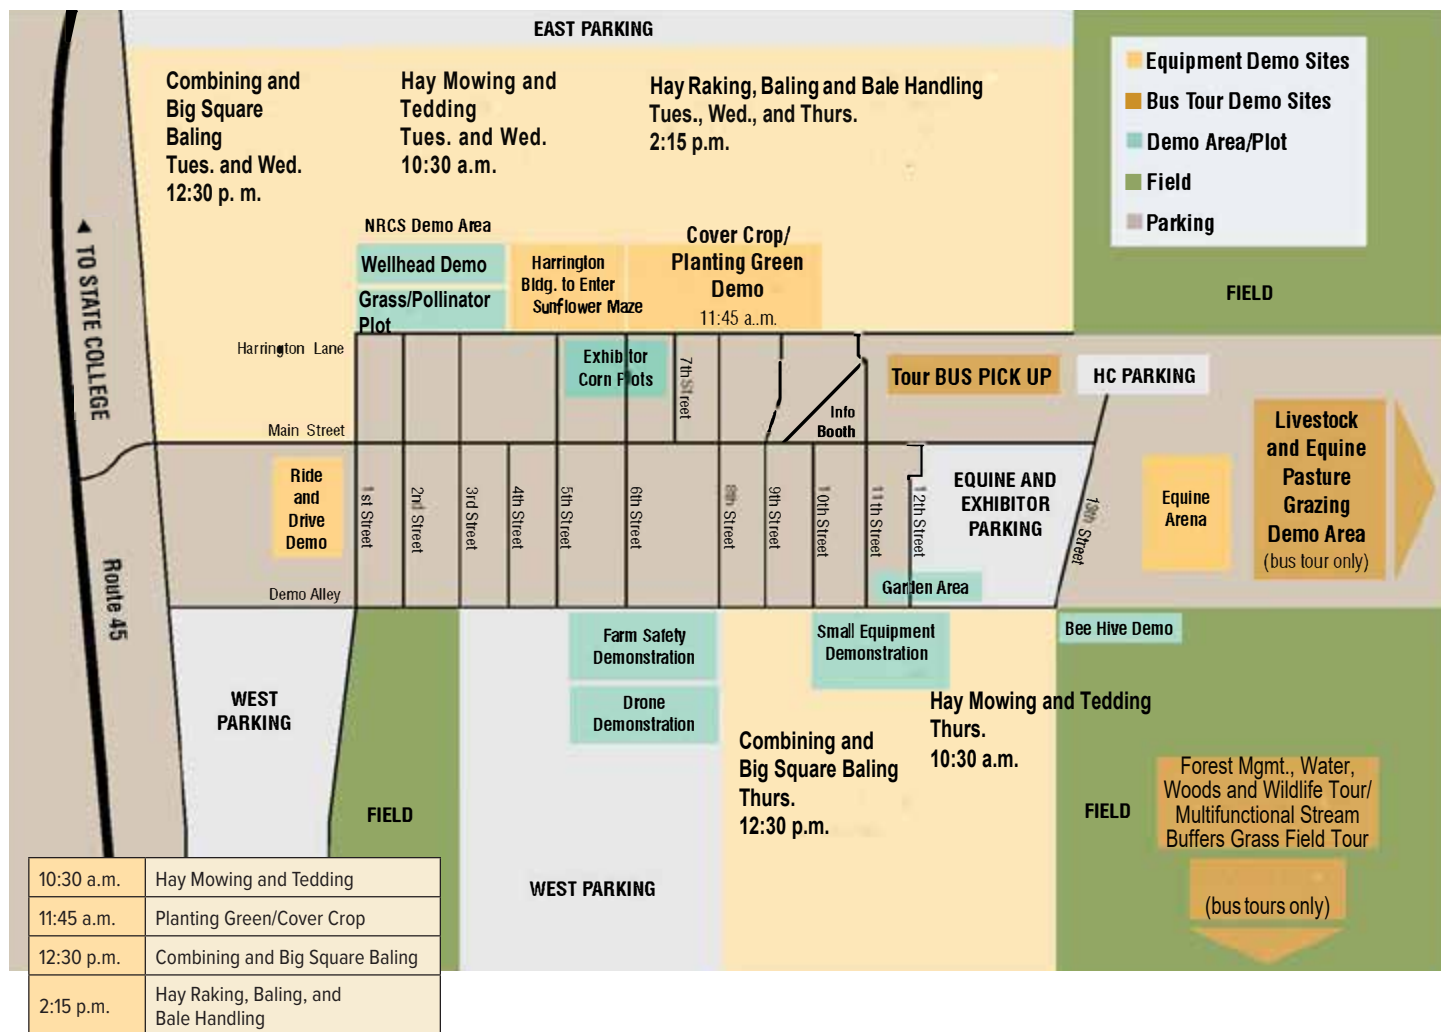 EAST PARKING
Combining and
Big Square
Baling
Tues. and Wed.
12:30 p. m.
Hay Mowing and
Tedding
Tues. and Wed.
10:30 a.m.
Hay Raking, Baling and Bale Handling
Tues., Wed., and Thurs.
2:15 p.m.
Equipment Demo Sites
Bus Tour Demo Sites
Demo Area/Plot
Field
Parking
FIELD
◄ TO STATE COLLEGE
Route 45
NRCS Demo Area
Wellhead Demo
Grass/Pollinator
Plot
Harrington
Bldg. to Enter
Sunflower Maze
Cover Crop/
Planting Green
Demo
11:45 a..m.
Harrington Lane
Exhibitor
Corn Plots
7th Street
Info
Booth
Tour BUS PICK UP
HC PARKING
Main Street
Ride
and
Drive
Demo
1st Street
2nd Street
3rd Street
4th Street
5th Street
6th Street
8th Street
9th Street
10th Street
11th Street
12th Street
EQUINE AND
EXHIBITOR
PARKING
13th Street
Equine
Arena
Livestock
and Equine
Pasture
Grazing
Demo Area
(bus tour only)
Demo Alley
Garden Area
WEST
PARKING
FIELD
Farm Safety
Demonstration
Drone
Demonstration
Small Equipment
Demonstration
Bee Hive Demo
Hay Mowing and Tedding
Thurs.
10:30 a.m.
Combining and
Big Square Baling
Thurs.
12:30 p.m.
WEST PARKING
FIELD
Forest Mgmt., Water,
Woods and Wildlife Tour/
Multifunctional Stream
Buffers Grass Field Tour
(bus tours only)
10:30 a.m. Hay Mowing and Tedding
11:45 a.m. Planting Green/Cover Crop
12:30 p.m. Combining and Big Square Baling
2:15 p.m. Hay Raking, Baling, and
Bale Handling